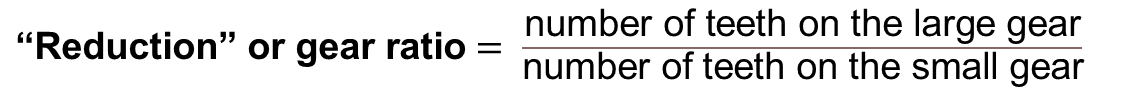 “Reduction” or gear ratio = number of teeth on the large gear
number of teeth on the small gear